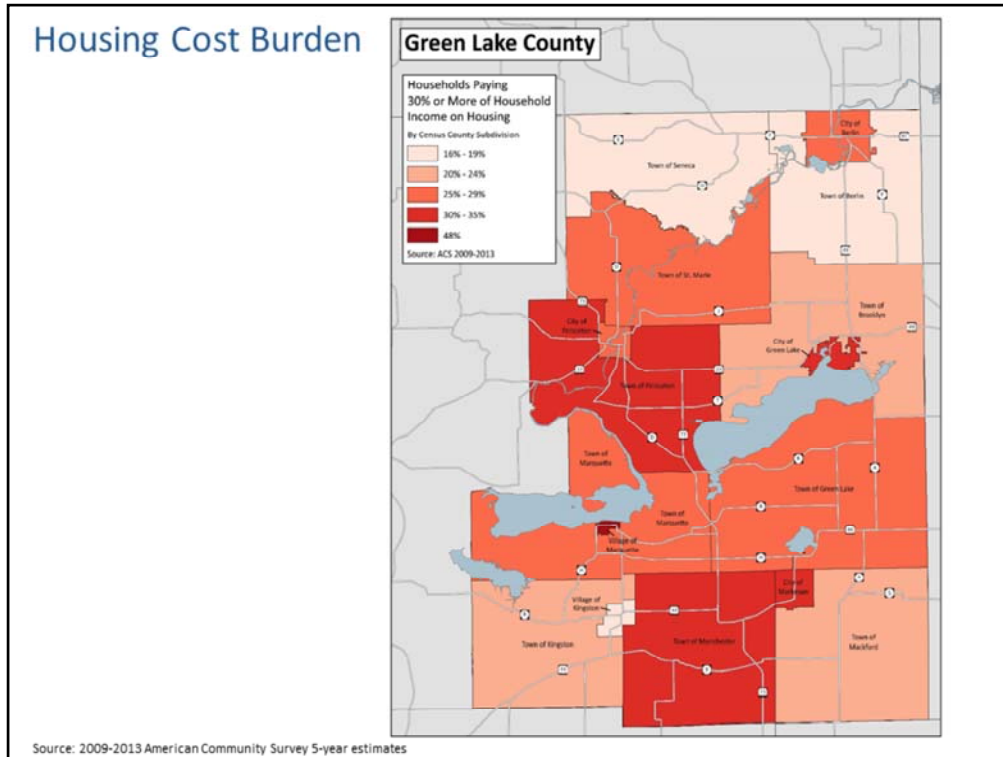 Housing Cost Burden
Green Lake County
Households Paying
30% or More of Household
Income on Housing
By Census County Subdivision
16% - 19%
20% - 24%
25% - 29%
30% - 35%
48%
Source: ACS 2009-2013
City of
Berlin
Town of Seneca
Town of Berlin
Town of St. Marie
Town of
Brooklyn
City of
Princeton
City of
Green Lake
Town of Princeton
Town of
Marquette
Town of Green Lake
Town of
Marquette
Village of
Marquette
Village of
Kingston
City of
Markesan
Town of Kingston
Town of Manchester
Town of
Mackford
Source: 2009-2013 American Community Survey 5-year estimates